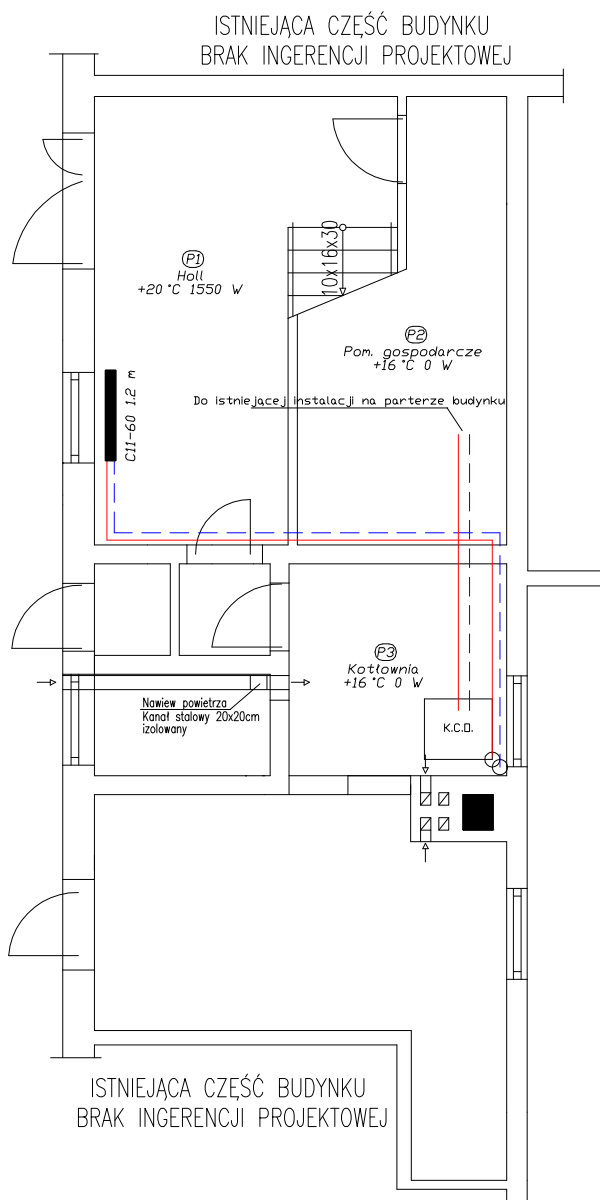 ISTNIEJĄCA CZĘŚĆ BUDYNKU
BRAK INGERENCJI PROJEKTOWEJ
10x16x30
P1
Holl
+20 °C 1550 W
P2
Pom. gospodarcze
+16 °C 0 W
C11-60 1.2 m
Do istniejącej instalacji na parterze budynku
P3
Kotłownia
+16 °C 0 W
Nawiew powietrza
Kanał stalowy 20x20cm
izolowany
K.C.O.
ISTNIEJĄCA CZĘŚĆ BUDYNKU
BRAK INGERENCJI PROJEKTOWEJ